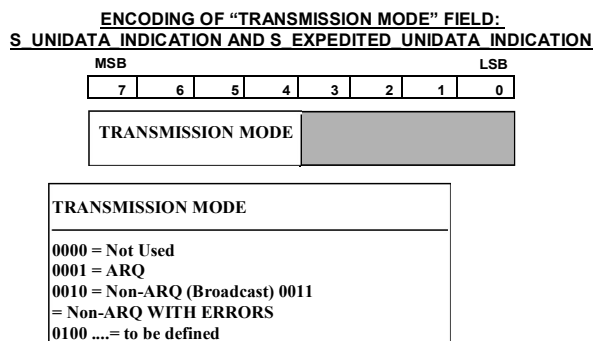 ENCODING OF “TRANSMISSION MODE” FIELD:
S_UNIDATA_INDICATION AND S_EXPEDITED_UNIDATA_INDICATION
MSB LSB
7 6 5 4 3 2 1 0
TRANSMISSION MODE
TRANSMISSION MODE
0000 = Not Used
0001 = ARQ
0010 = Non-ARQ (Broadcast) 0011
= Non-ARQ WITH ERRORS
0100 ....= to be defined